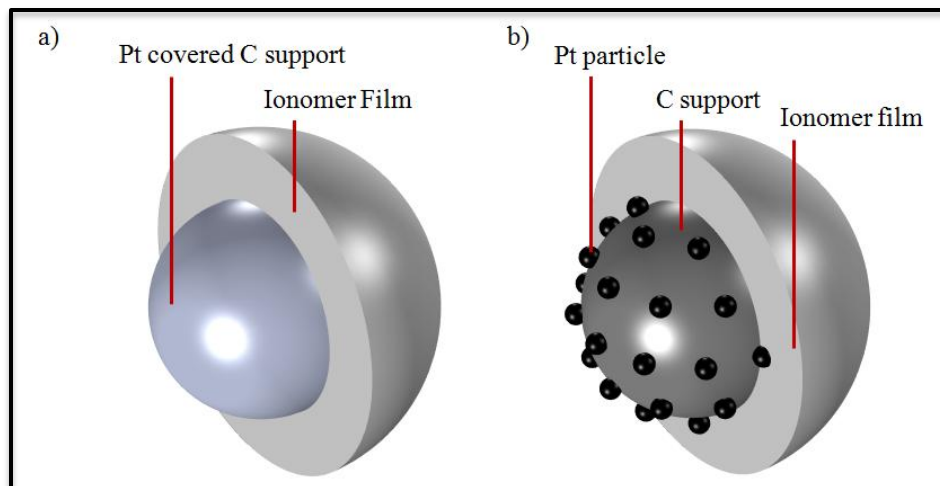 a)
Pt covered C support
Ionomer Film
b)
Pt particle
C support
Ionomer film